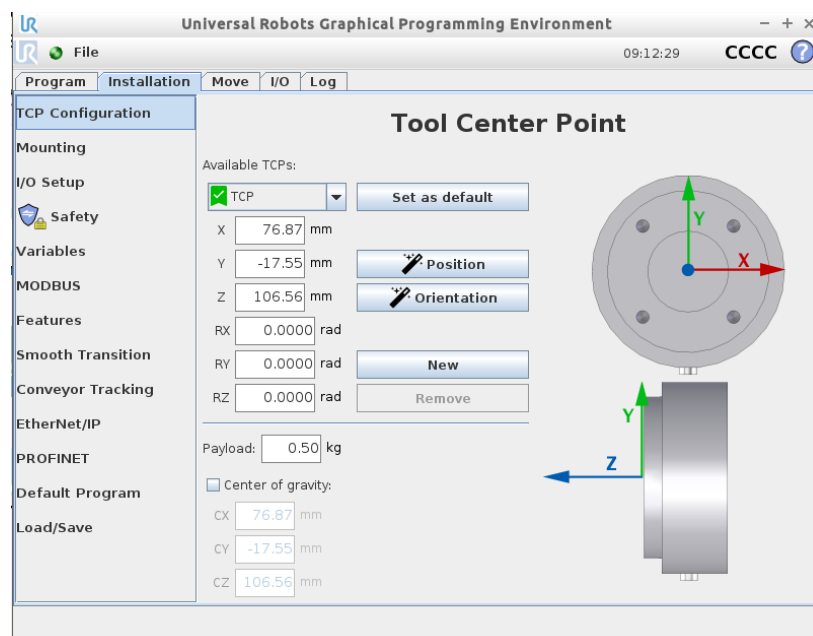 UR Universal Robots Graphical Programming Environment
UR File 09:12:29 CCCC ?
Program Installation Move I/O Log
TCP Configuration
Mounting
I/O Setup
Safety
Variables
MODBUS
Features
Smooth Transition
Conveyor Tracking
EtherNet/IP
PROFINET
Default Program
Load/Save
Tool Center Point
Available TCPs:
TCP Set as default
X 76.87 mm
Y -17.55 mm Position
Z 106.56 mm Orientation
RX 0.0000 rad
RY 0.0000 rad New
RZ 0.0000 rad Remove
Payload: 0.50 kg
Center of gravity:
CX 76.87 mm
CY -17.55 mm
CZ 106.56 mm
Y
X
Y
Z